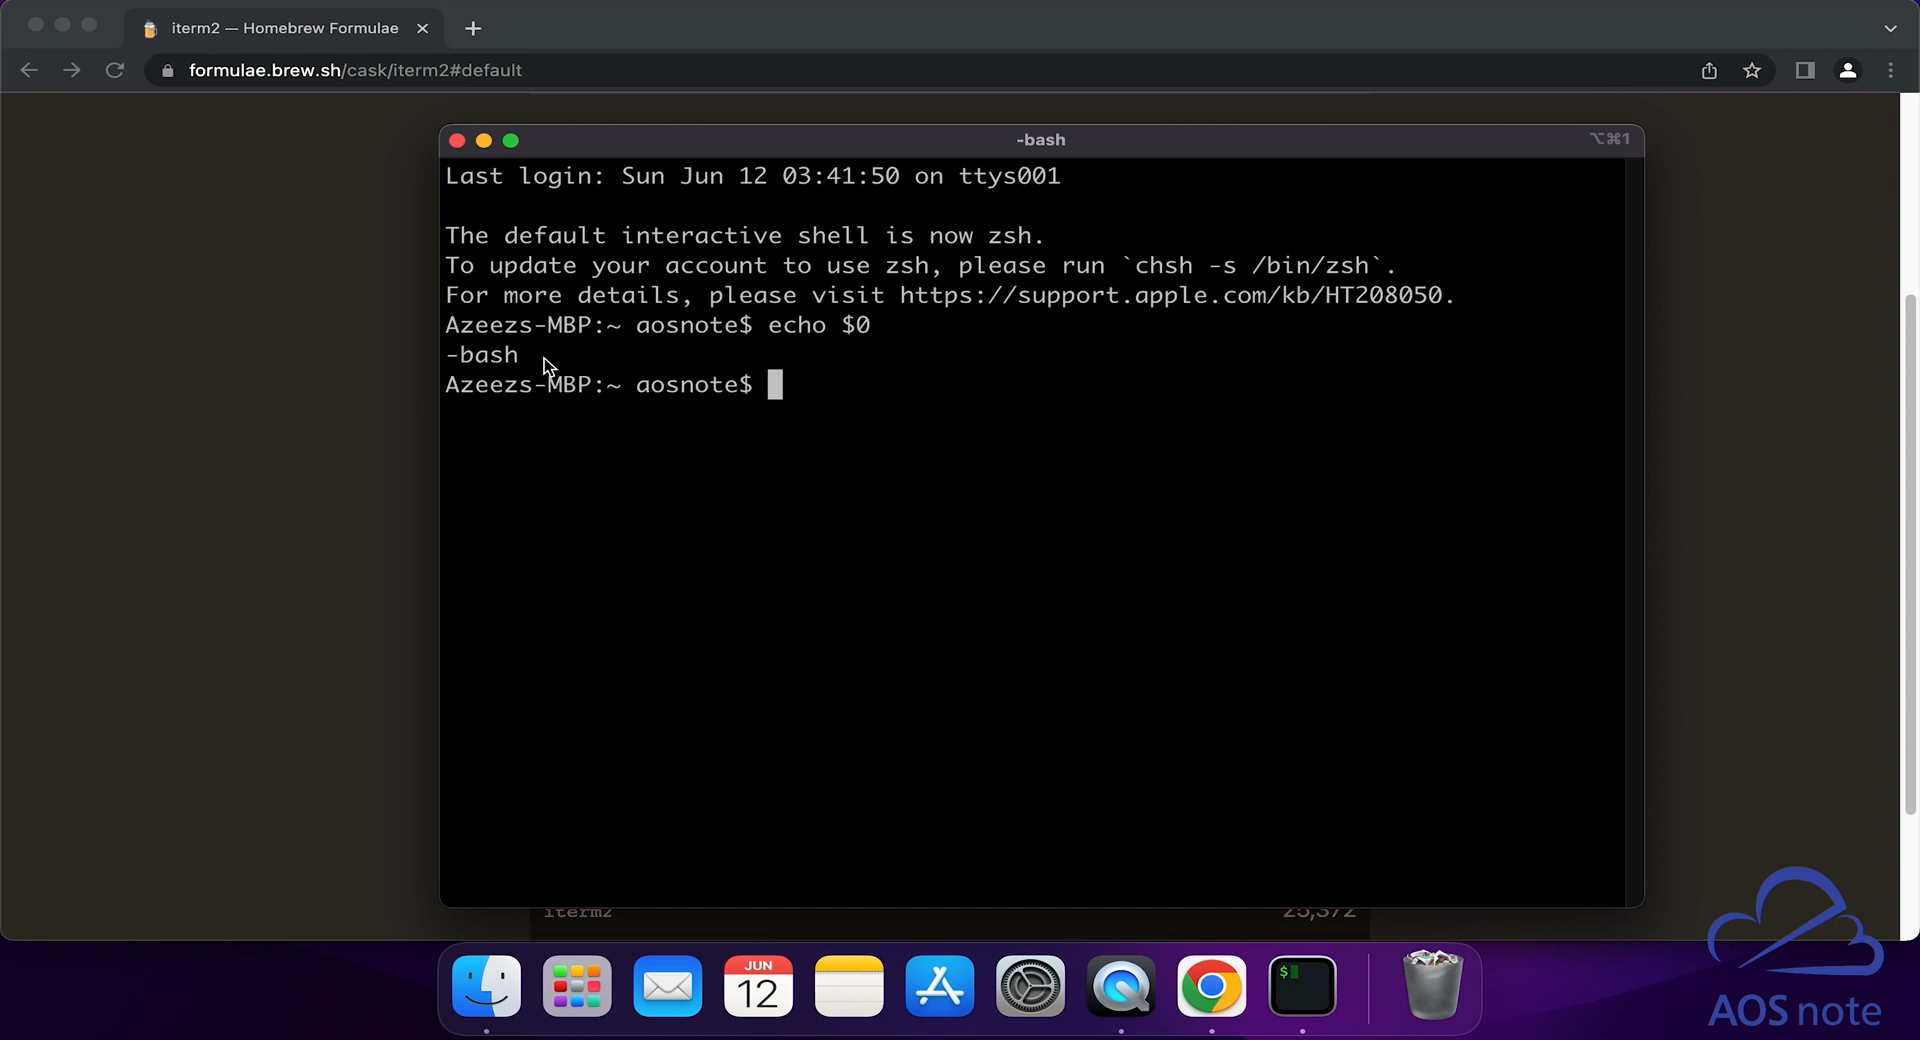 iterm2 — Homebrew Formulae
formulae.brew.sh/cask/iterm2#default
-bash
⌥⌘1
Last login: Sun Jun 12 03:41:50 on ttys001
The default interactive shell is now zsh.
To update your account to use zsh, please run `chsh -s /bin/zsh`.
For more details, please visit https://support.apple.com/kb/HT208050.
Azeezs-MBP:~ aosnote$ echo $0
-bash
Azeezs-MBP:~ aosnote$
iterm2 25,372
JUN
12
$
AOS note